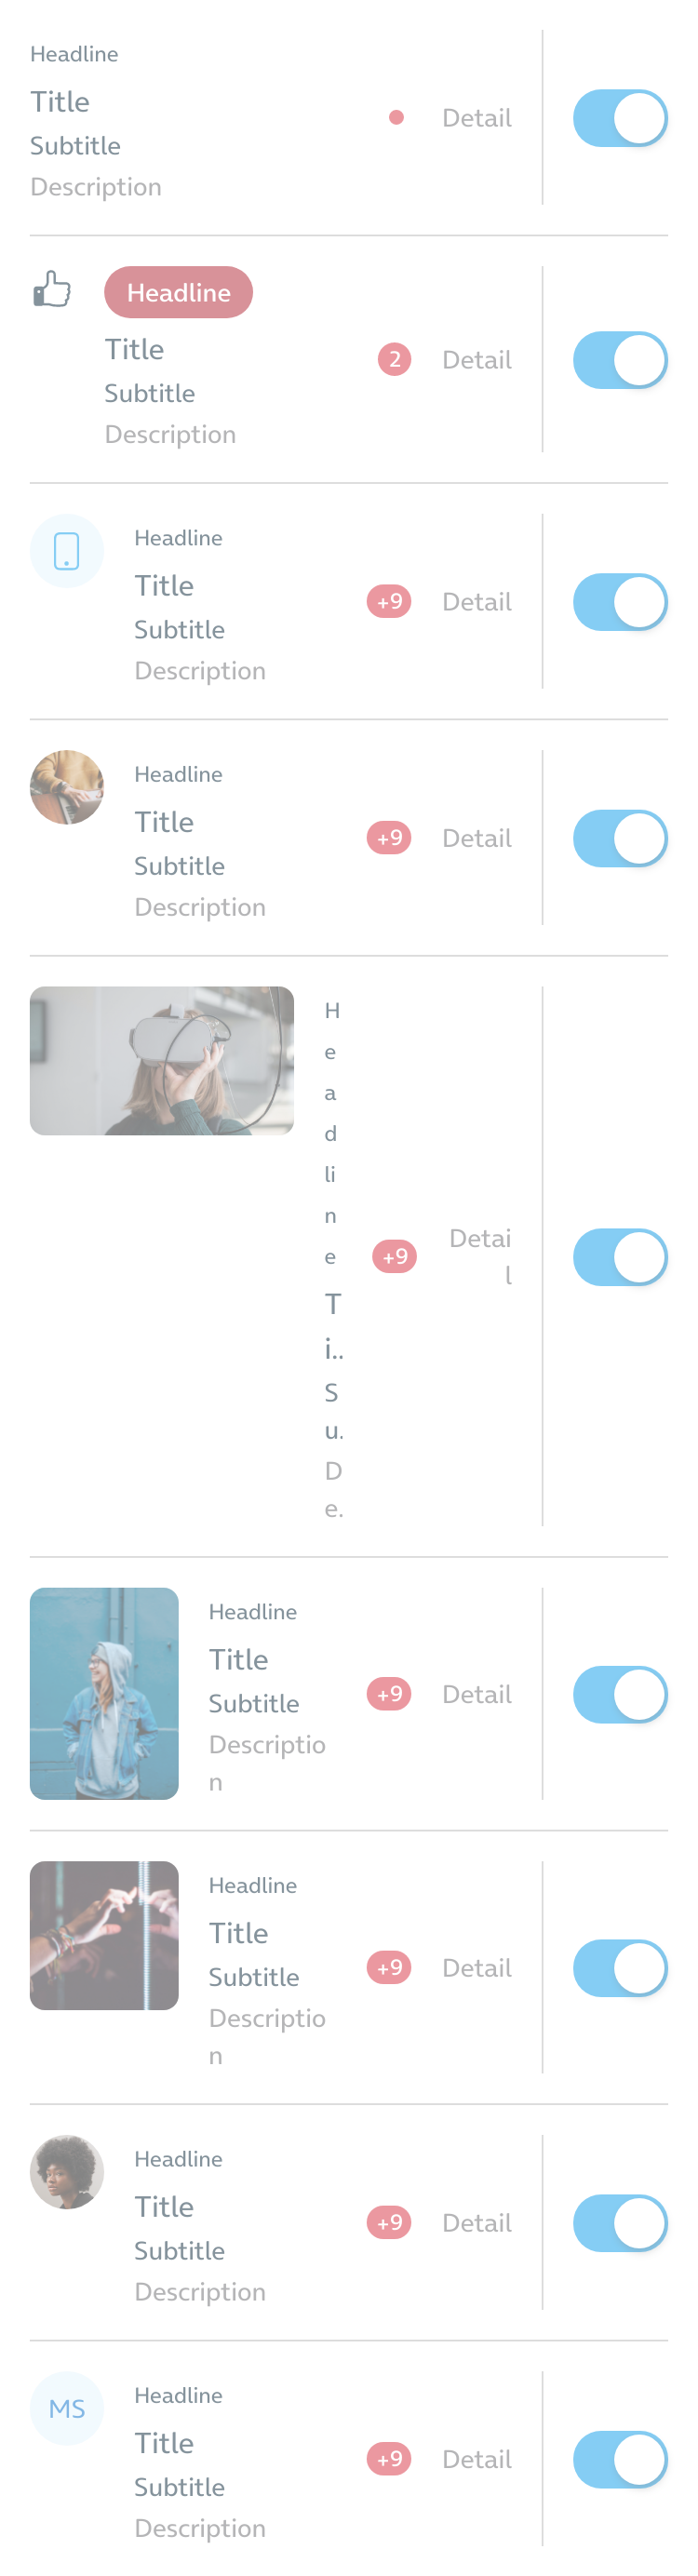 Headline
Title
Subtitle
Description
Detail
Headline
Title
Subtitle
Description
2
Detail
Headline
Title
Subtitle
Description
+9
Detail
Headline
Title
Subtitle
Description
+9
Detail
H
e
a
d
li
n
e
T
i..
S
u.
D
e.
+9
Detai
l
Headline
Title
Subtitle
Descriptio
n
+9
Detail
Headline
Title
Subtitle
Descriptio
n
+9
Detail
Headline
Title
Subtitle
Description
+9
Detail
MS
Headline
Title
Subtitle
Description
+9
Detail